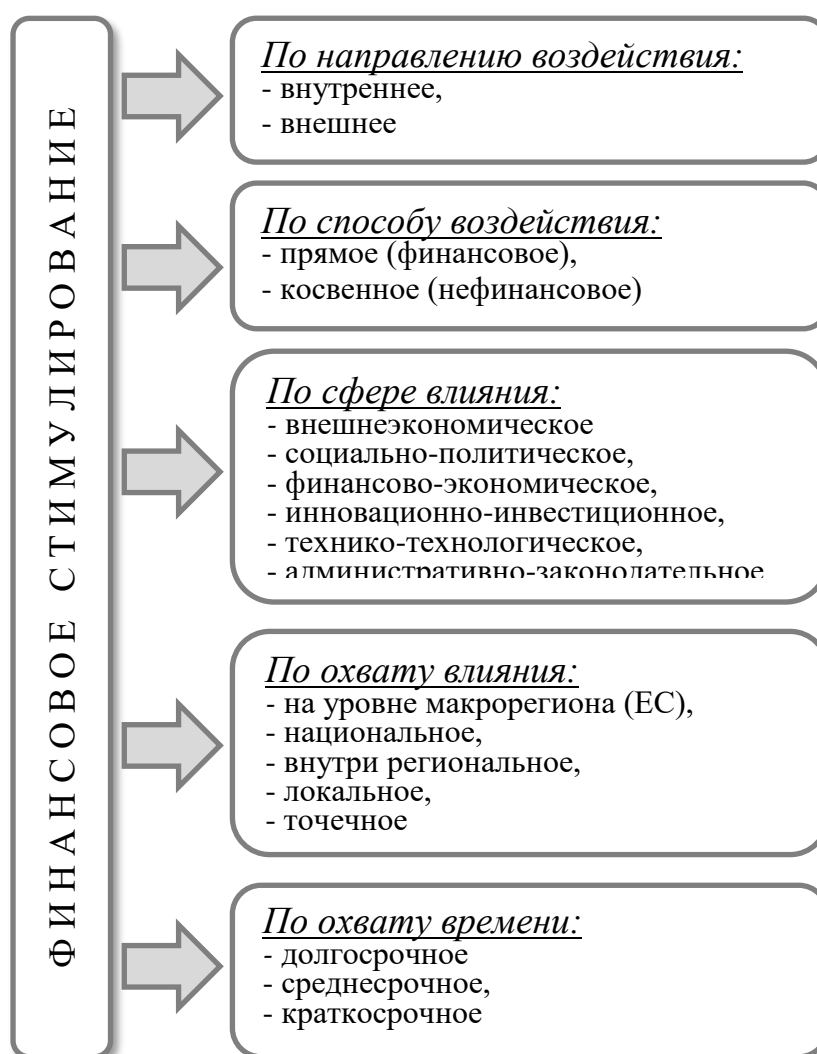 ФИНАНСОВОЕ СТИМУЛИРОВАНИЕ
По направлению воздействия:
- внутреннее,
- внешнее
По способу воздействия:
- прямое (финансовое),
- косвенное (нефинансовое)
По сфере влияния:
- внешнеэкономическое
- социально-политическое,
- финансово-экономическое,
- инновационно-инвестиционное,
- технико-технологическое,
- административно-законодательное
По охвату влияния:
- на уровне макрорегиона (ЕС),
- национальное,
- внутри региональное,
- локальное,
- точечное
По охвату времени:
- долгосрочное
- среднесрочное,
- краткосрочное